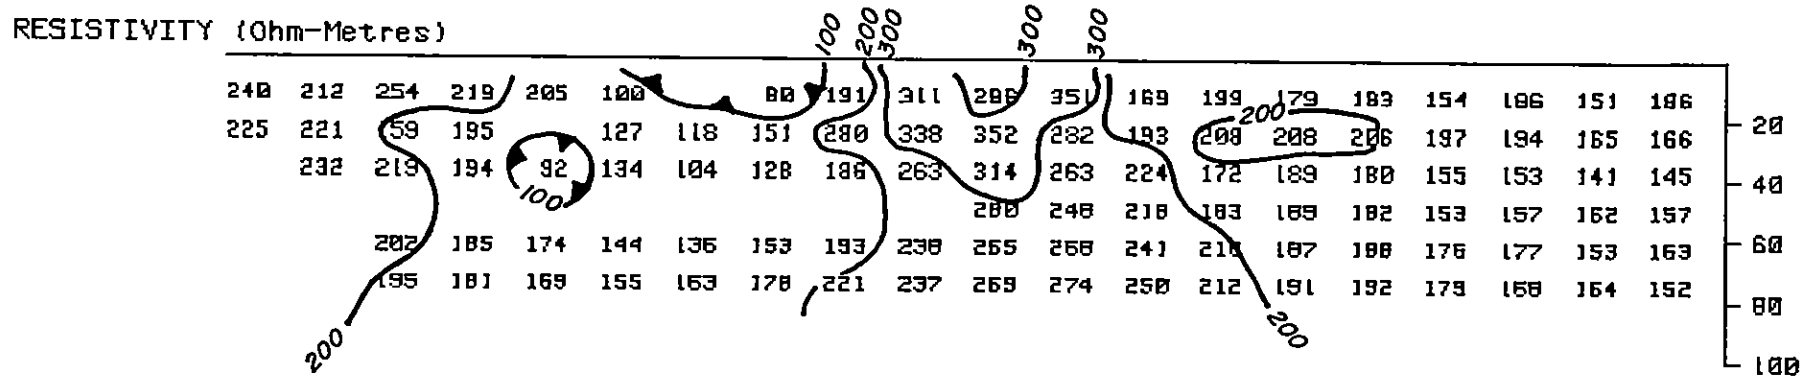 100 200 300 300 300
RESISTIVITY (Ohm-Metres)
240 212 254 219 205 100 80 191 311 286 351 169 199 179 183 154 186 151 186
200
225 221 159 195 127 118 151 280 338 352 282 193 208 208 206 197 194 165 166 20
232 219 194 92 134 104 128 186 263 314 263 224 172 189 180 155 153 141 145
40
100
280 248 218 183 189 182 153 157 162 157
202 185 174 144 136 153 193 238 265 268 241 218 187 188 176 177 153 163 60
195 181 169 155 163 178 221 237 269 274 250 212 191 192 179 168 164 152
80
200 200
100